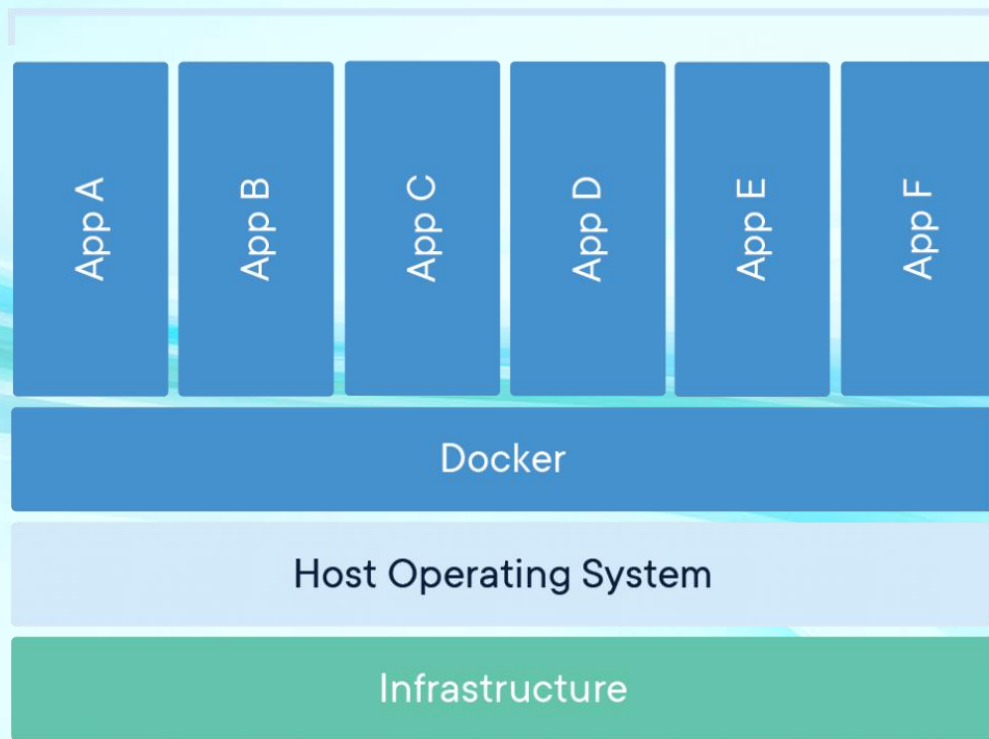 App A
App B
App C
App D
App E
App F
Docker
Host Operating System
Infrastructure